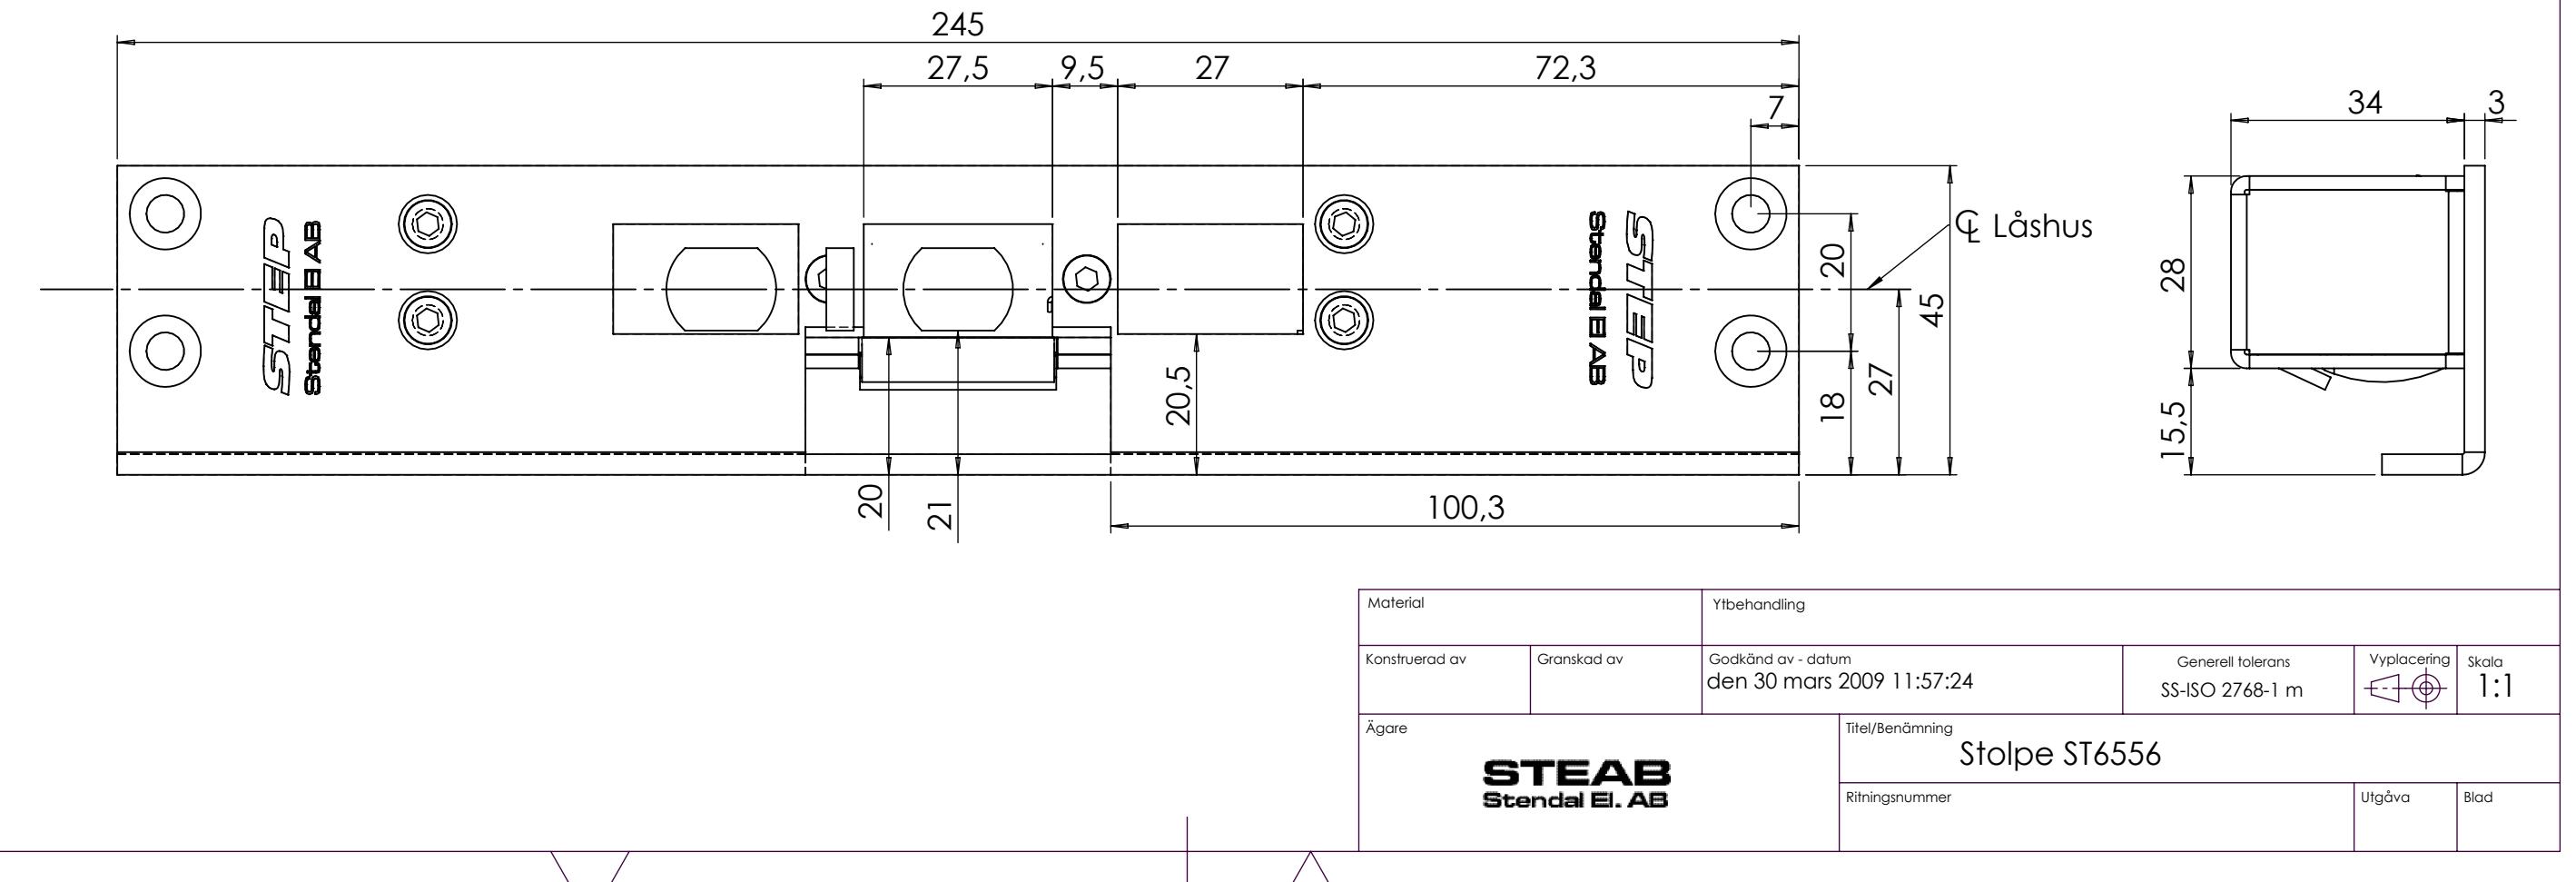 245
27,5 9,5 27 72,3
7
34 3
STEP
Stendal El AB
STEP
Stendal El AB
℄ Låshus
20
45
28
27
18
20,5
15,5
20
21
100,3
Material
Ytbehandling
Konstruerad av
Granskad av
Godkänd av - datum
den 30 mars 2009 11:57:24
Generell tolerans
SS-ISO 2768-1 m
Vyplacering
Skala
1:1
Ägare
STEAB
Stendal El. AB
Titel/Benämning
Stolpe ST6556
Ritningsnummer
Utgåva
Blad